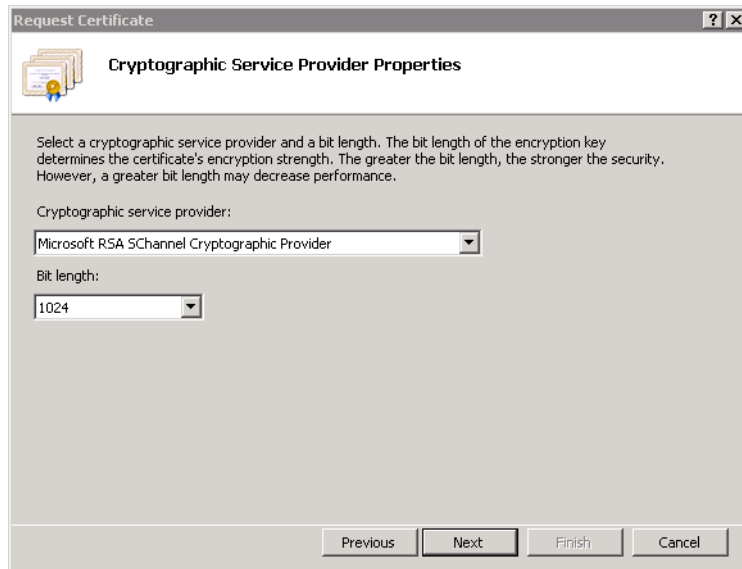 Request Certificate
? X
Cryptographic Service Provider Properties
Select a cryptographic service provider and a bit length. The bit length of the encryption key
determines the certificate's encryption strength. The greater the bit length, the stronger the security.
However, a greater bit length may decrease performance.
Cryptographic service provider:
Microsoft RSA SChannel Cryptographic Provider
Bit length:
1024
Previous Next Finish Cancel